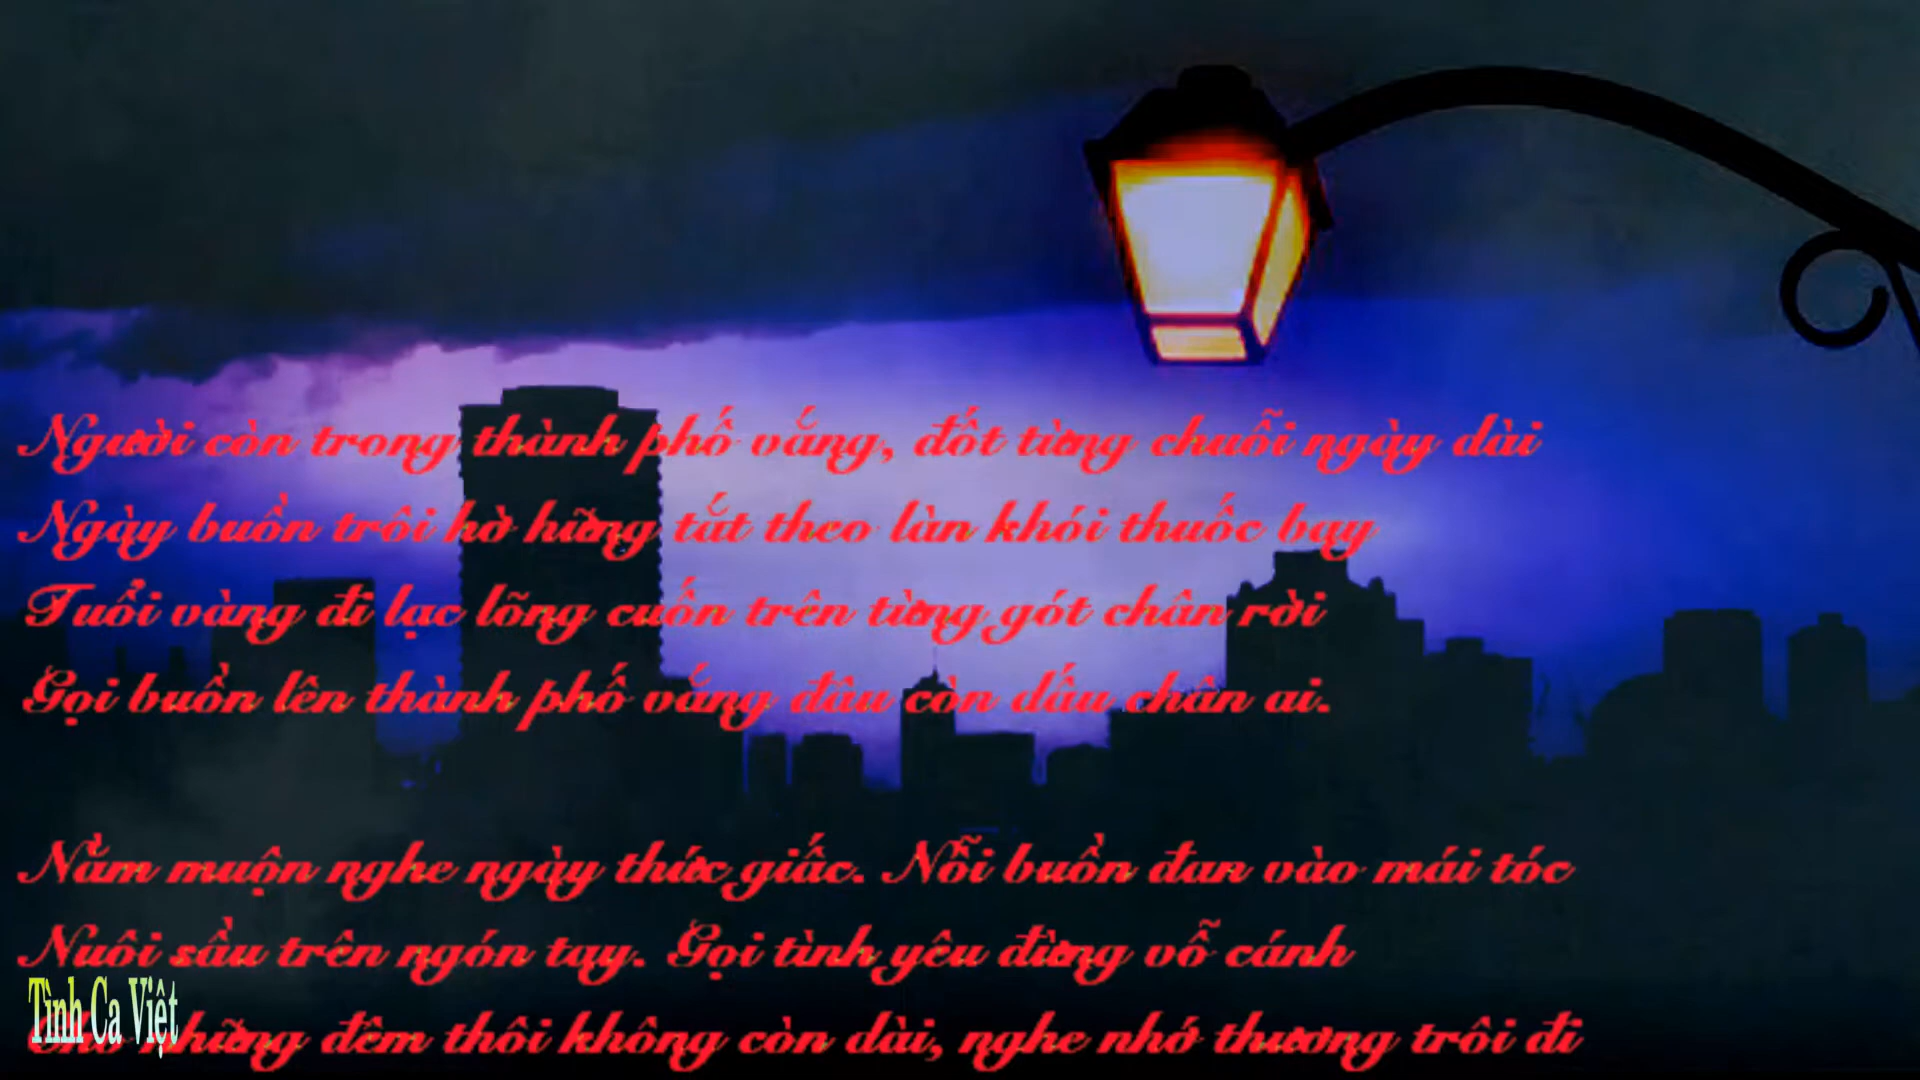 Người còn trong thành phố vắng, đốt từng chuỗi ngày dài
Ngày buồn trôi hờ hững tắt theo làn khói thuốc bay
Tuổi vàng đi lạc lõng cuốn trên từng gót chân rời
Gọi buồn lên thành phố vắng đâu còn dấu chân ai.
Nằm muộn nghe ngày thức giấc. Nỗi buồn đan vào mái tóc
Nuôi sầu trên ngón tay. Gọi tình yêu đừng vỗ cánh
Cho những đêm thôi không còn dài, nghe nhớ thương trôi đi
Tình Ca Việt